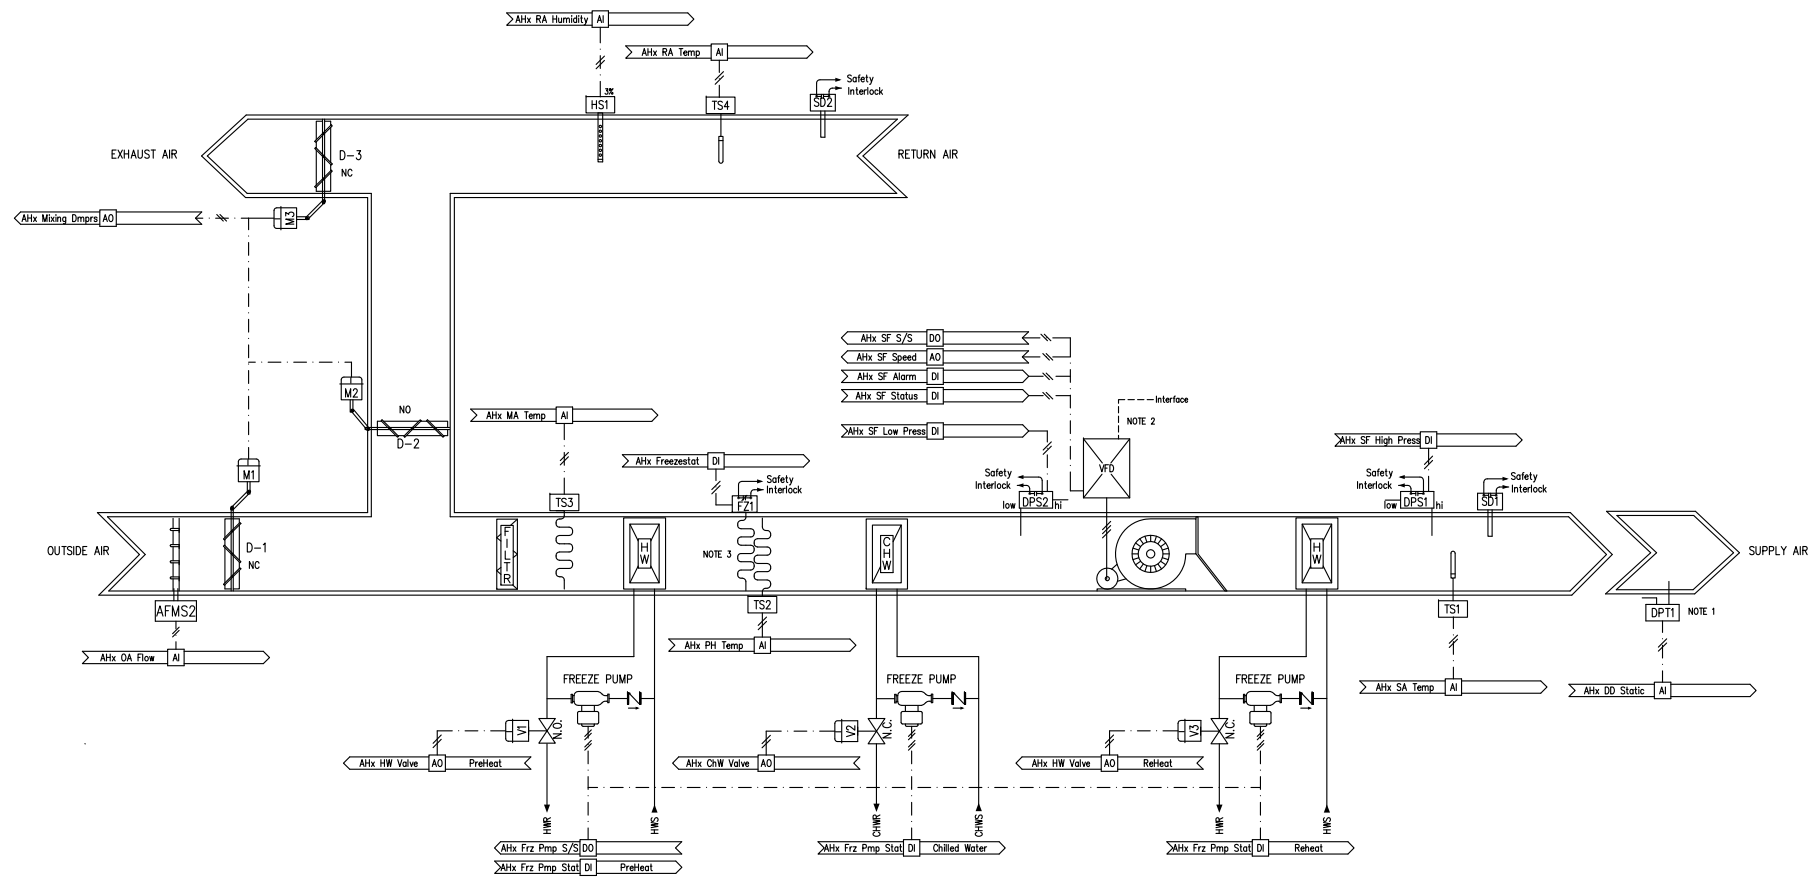 AHx RA Humidity AI
AHx RA Temp AI
3%
HS1
TS4
SD2
Safety
Interlock
EXHAUST AIR
D-3
NC
RETURN AIR
AHx Mixing Dmprs AO
M3
M2
NO
D-2
M1
AHx MA Temp AI
AHx Freezestat DI
AHx SF S/S DO
AHx SF Speed AO
AHx SF Alarm DI
AHx SF Status DI
AHx SF Low Press DI
Interface
NOTE 2
VFD
AHx SF High Press DI
Safety
Interlock
Safety
Interlock
Safety
Interlock
Safety
Interlock
TS3
FZ1
low DPS2 hi
low DPS1 hi
SD1
OUTSIDE AIR
D-1
NC
FILTR
HW
NOTE 3
CHW
HW
SUPPLY AIR
AFMS2
TS2
TS1
DPT1
NOTE 1
AHx OA Flow AI
AHx PH Temp AI
AHx SA Temp AI
AHx DD Static AI
FREEZE PUMP
FREEZE PUMP
FREEZE PUMP
V1
N.O.
V2
N.C.
V3
N.C.
AHx HW Valve AO PreHeat
AHx ChW Valve AO
AHx HW Valve AO ReHeat
HWR
HWS
CHWR
CHWS
HWR
HWS
AHx Frz Pmp S/S DO
AHx Frz Pmp Stat DI PreHeat
AHx Frz Pmp Stat DI Chilled Water
AHx Frz Pmp Stat DI Reheat